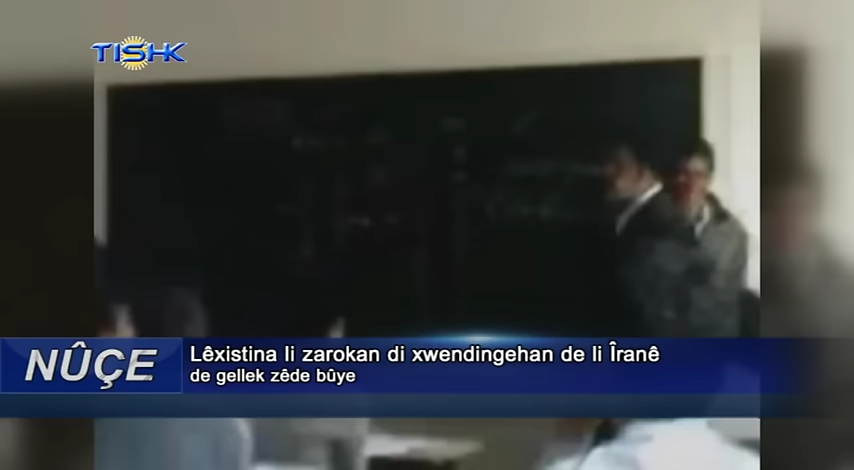 TISHK
NÛÇE
Lêxistina li zarokan di xwendingehan de li Îranê
de gellek zêde bûye